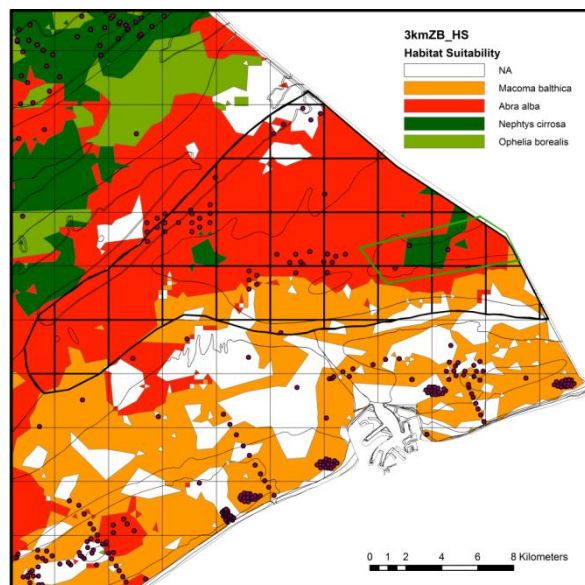 3kmZB_HS
Habitat Suitability
NA
Macoma balthica
Abra alba
Nephtys cirrosa
Ophelia borealis
0 1 2 4 6 8 Kilometers